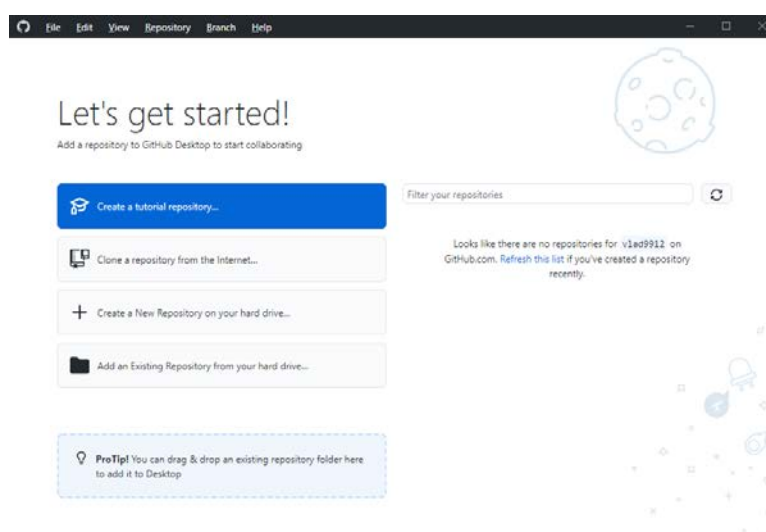 File Edit View Repository Branch Help
Let's get started!
Add a repository to GitHub Desktop to start collaborating
Create a tutorial repository...
Clone a repository from the Internet...
Create a New Repository on your hard drive...
Add an Existing Repository from your hard drive...
ProTip! You can drag & drop an existing repository folder here
to add it to Desktop
Filter your repositories
Looks like there are no repositories for vlad9912 on
GitHub.com. Refresh this list if you've created a repository
recently.